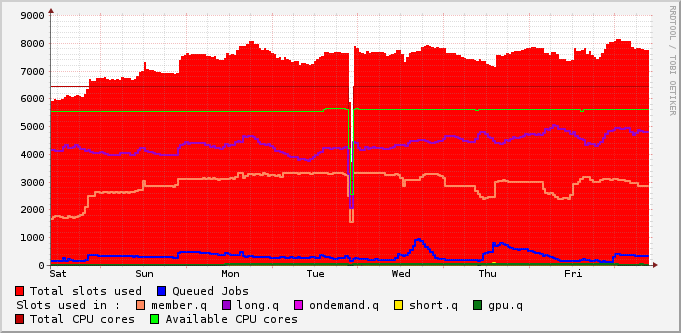 9000
8000
7000
6000
5000
4000
3000
2000
1000
0
Sat Sun Mon Tue Wed Thu Fri
RRDTOOL / TOBI OETIKER
Total slots used Queued Jobs
Slots used in : member.q long.q ondemand.q short.q gpu.q
Total CPU cores Available CPU cores